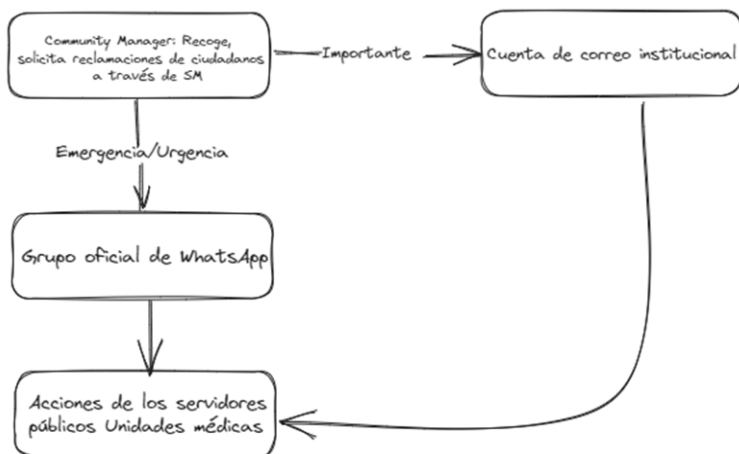 Community Manager: Recoge,
solicita reclamaciones de ciudadanos
a través de SM
Importante
Cuenta de correo institucional
Emergencia/Urgencia
Grupo oficial de WhatsApp
Acciones de los servidores
públicos Unidades médicas